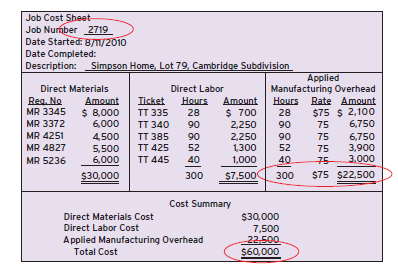 Job Cost Sheet
Job Number 2719
Date Started: 8/11/2010
Date Completed:
Description: Simpson Home, Lot 79, Cambridge Subdivision
Applied
Direct Materials Direct Labor Manufacturing Overhead
Req. No Amount Ticket Hours Amount Hours Rate Amount
MR 3345 $ 8,000 TT 335 28 $ 700 28 $75 $ 2,100
MR 3372 6,000 TT 340 90 2,250 90 75 6,750
MR 4251 4,500 TT 385 90 2,250 90 75 6,750
MR 4827 5,500 TT 425 52 1,300 52 75 3,900
MR 5236 6,000 TT 445 40 1,000 40 75 3,000
$30,000 300 $7,500 300 $75 $22,500
Cost Summary
Direct Materials Cost $30,000
Direct Labor Cost 7,500
Applied Manufacturing Overhead 22,500
Total Cost $60,000